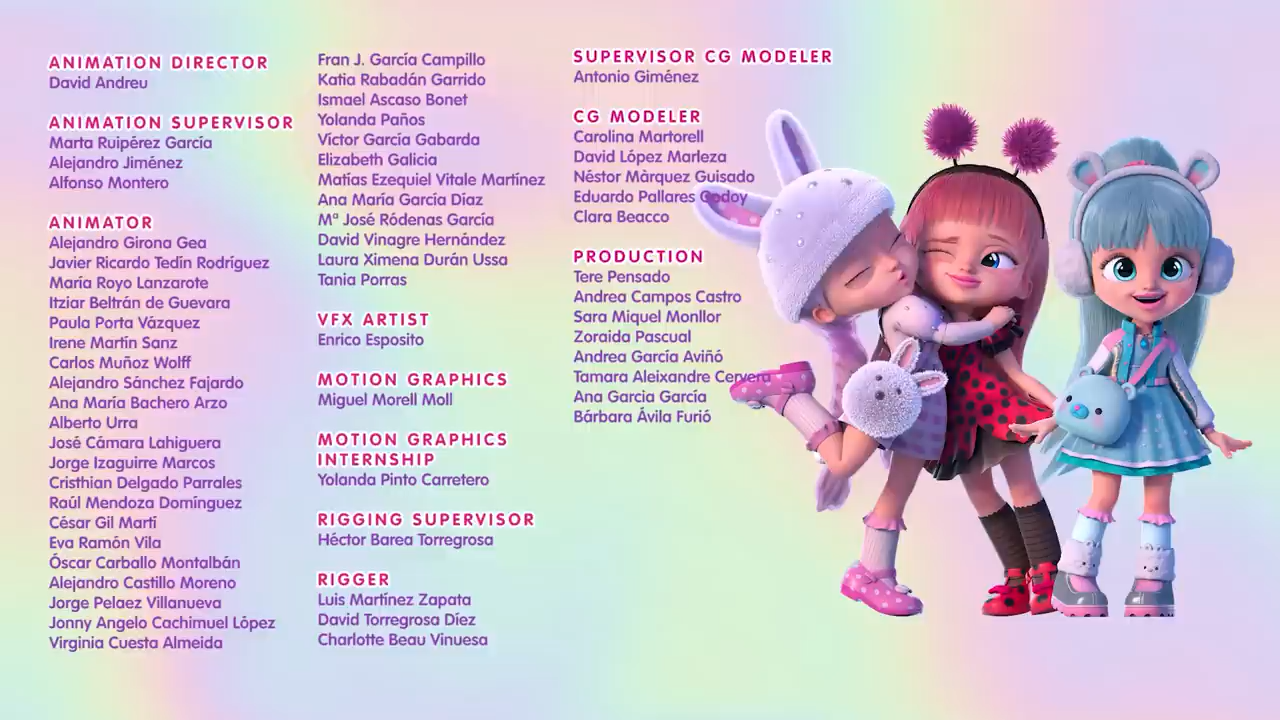 ANIMATION DIRECTOR
David Andreu
ANIMATION SUPERVISOR
Marta Ruipérez García
Alejandro Jiménez
Alfonso Montero
ANIMATOR
Alejandro Girona Gea
Javier Ricardo Tedín Rodríguez
María Royo Lanzarote
Itziar Beltrán de Guevara
Paula Porta Vázquez
Irene Martín Sanz
Carlos Muñoz Wolff
Alejandro Sánchez Fajardo
Ana María Bachero Arzo
Alberto Urra
José Cámara Lahiguera
Jorge Izaguirre Marcos
Cristhian Delgado Parrales
Raúl Mendoza Domínguez
César Gil Martí
Eva Ramón Vila
Óscar Carballo Montalbán
Alejandro Castillo Moreno
Jorge Pelaez Villanueva
Jonny Angelo Cachimuel López
Virginia Cuesta Almeida
Fran J. García Campillo
Katia Rabadán Garrido
Ismael Ascaso Bonet
Yolanda Paños
Víctor García Gabarda
Elizabeth Galicia
Matías Ezequiel Vitale Martínez
Ana María García Díaz
Mª José Ródenas García
David Vinagre Hernández
Laura Ximena Durán Ussa
Tania Porras
VFX ARTIST
Enrico Esposito
MOTION GRAPHICS
Miguel Morell Moll
MOTION GRAPHICS
INTERNSHIP
Yolanda Pinto Carretero
RIGGING SUPERVISOR
Héctor Barea Torregrosa
RIGGER
Luis Martínez Zapata
David Torregrosa Díez
Charlotte Beau Vinuesa
SUPERVISOR CG MODELER
Antonio Giménez
CG MODELER
Carolina Martorell
David López Marleza
Néstor Màrquez Guisado
Eduardo Pallares Godoy
Clara Beacco
PRODUCTION
Tere Pensado
Andrea Campos Castro
Sara Miquel Monllor
Zoraida Pascual
Andrea García Aviñó
Tamara Aleixandre Cervera
Ana Garcia García
Bárbara Ávila Furió